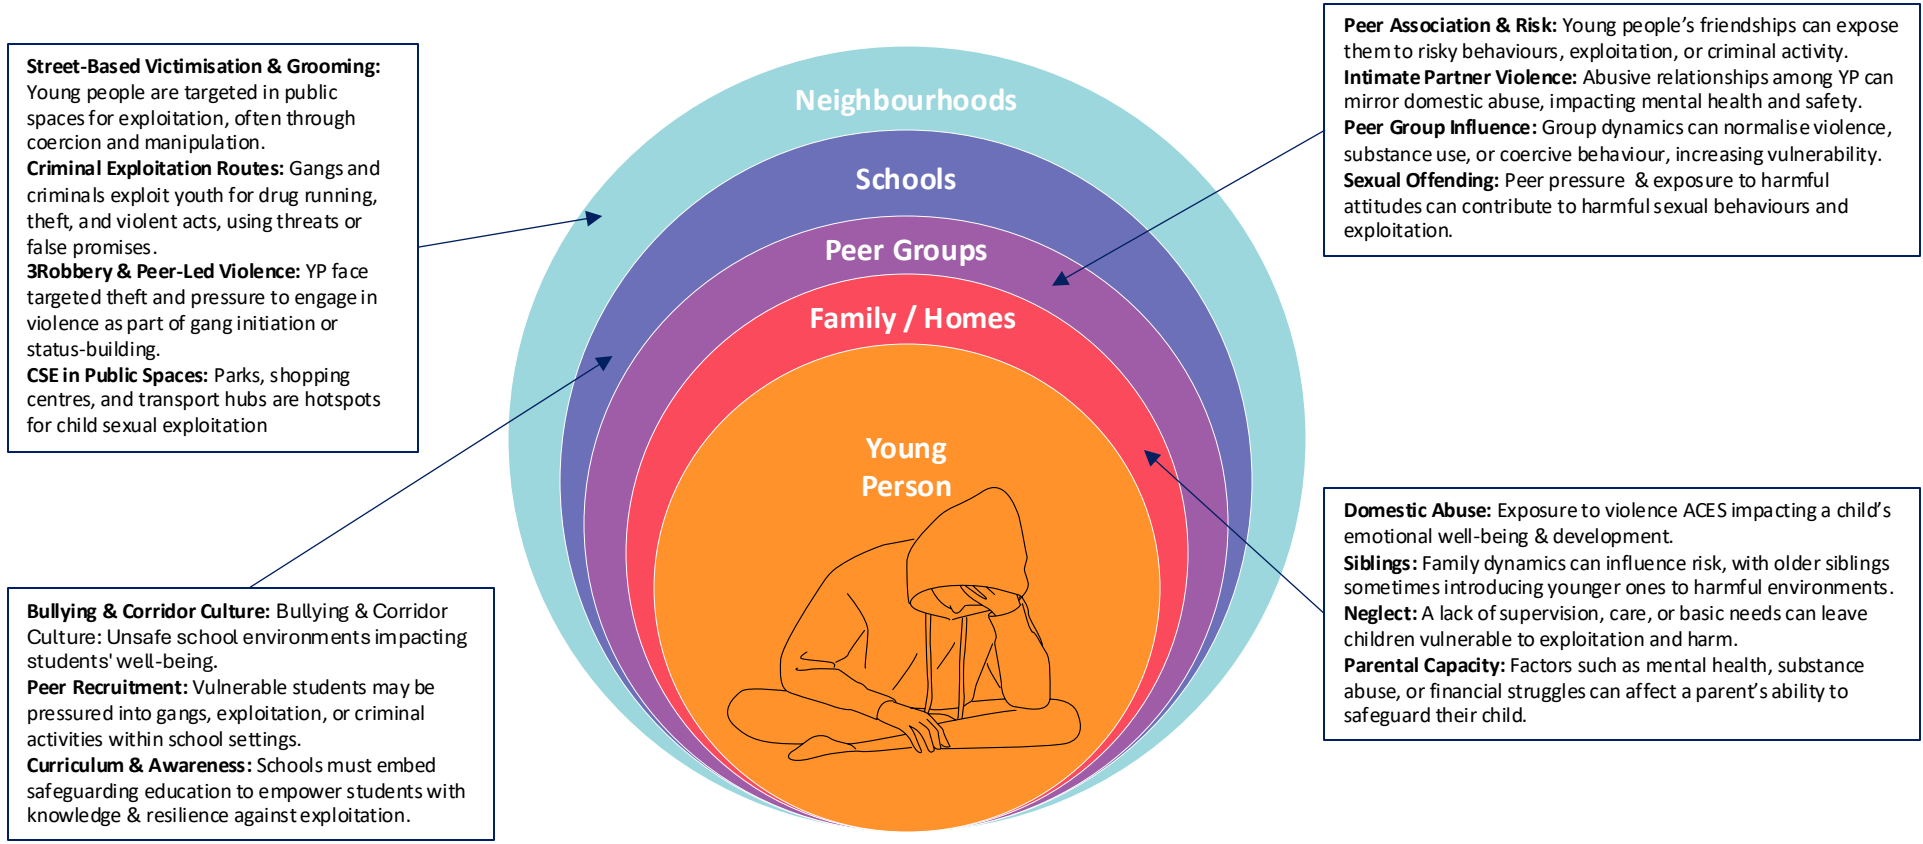 Street-Based Victimisation & Grooming:
Young people are targeted in public
spaces for exploitation, often through
coercion and manipulation.
Criminal Exploitation Routes: Gangs and
criminals exploit youth for drug running,
theft, and violent acts, using threats or
false promises.
3Robbery & Peer-Led Violence: YP face
targeted theft and pressure to engage in
violence as part of gang initiation or
status-building.
CSE in Public Spaces: Parks, shopping
centres, and transport hubs are hotspots
for child sexual exploitation
Bullying & Corridor Culture: Bullying & Corridor
Culture: Unsafe school environments impacting
students' well-being.
Peer Recruitment: Vulnerable students may be
pressured into gangs, exploitation, or criminal
activities within school settings.
Curriculum & Awareness: Schools must embed
safeguarding education to empower students with
knowledge & resilience against exploitation.
Neighbourhoods
Schools
Peer Groups
Family / Homes
Young
Person
Peer Association & Risk: Young people’s friendships can expose
them to risky behaviours, exploitation, or criminal activity.
Intimate Partner Violence: Abusive relationships among YP can
mirror domestic abuse, impacting mental health and safety.
Peer Group Influence: Group dynamics can normalise violence,
substance use, or coercive behaviour, increasing vulnerability.
Sexual Offending: Peer pressure & exposure to harmful
attitudes can contribute to harmful sexual behaviours and
exploitation.
Domestic Abuse: Exposure to violence ACES impacting a child’s
emotional well-being & development.
Siblings: Family dynamics can influence risk, with older siblings
sometimes introducing younger ones to harmful environments.
Neglect: A lack of supervision, care, or basic needs can leave
children vulnerable to exploitation and harm.
Parental Capacity: Factors such as mental health, substance
abuse, or financial struggles can affect a parent’s ability to
safeguard their child.